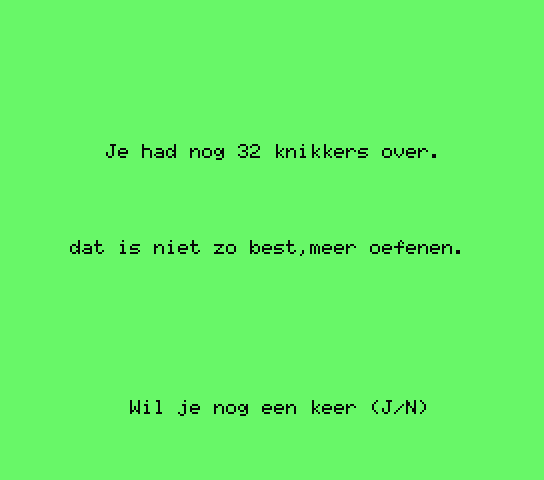 Je had nog 32 knikkers over.
dat is niet zo best,meer oefenen.
Wil je nog een keer (J/N)